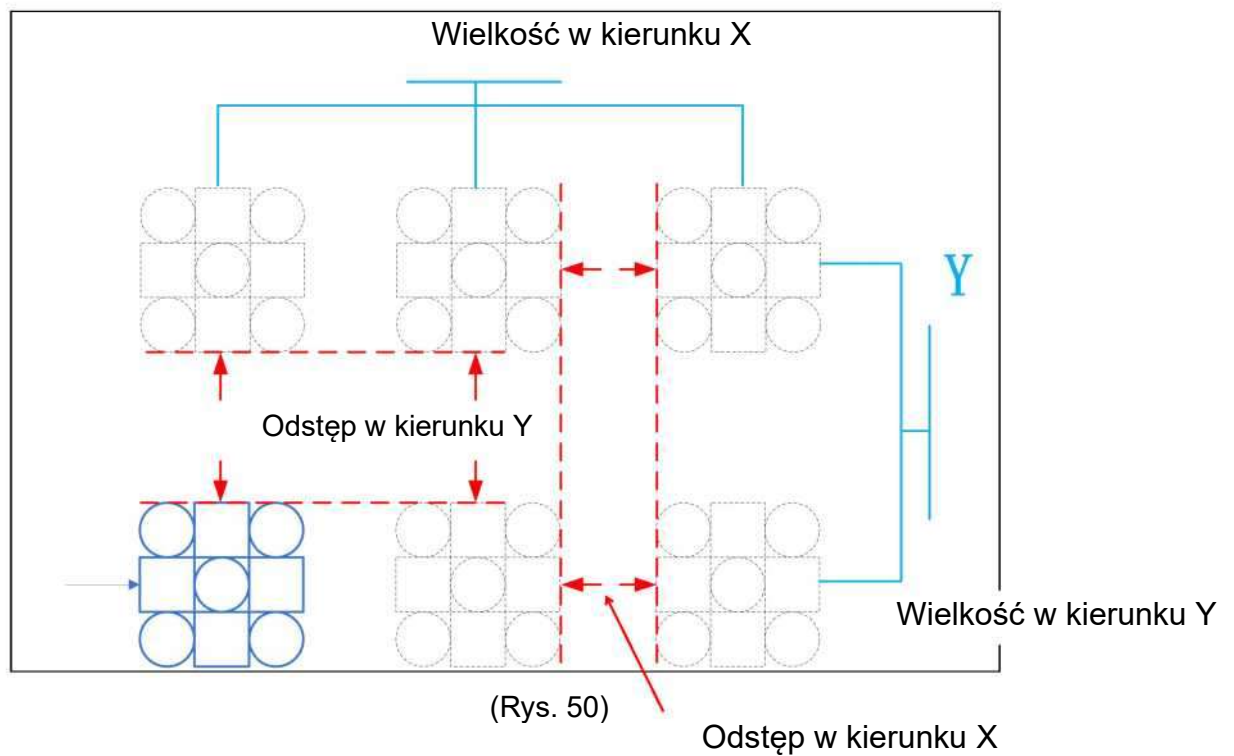 Wielkość w kierunku X
Y
Odstęp w kierunku Y
Wielkość w kierunku Y
(Rys. 50)
Odstęp w kierunku X